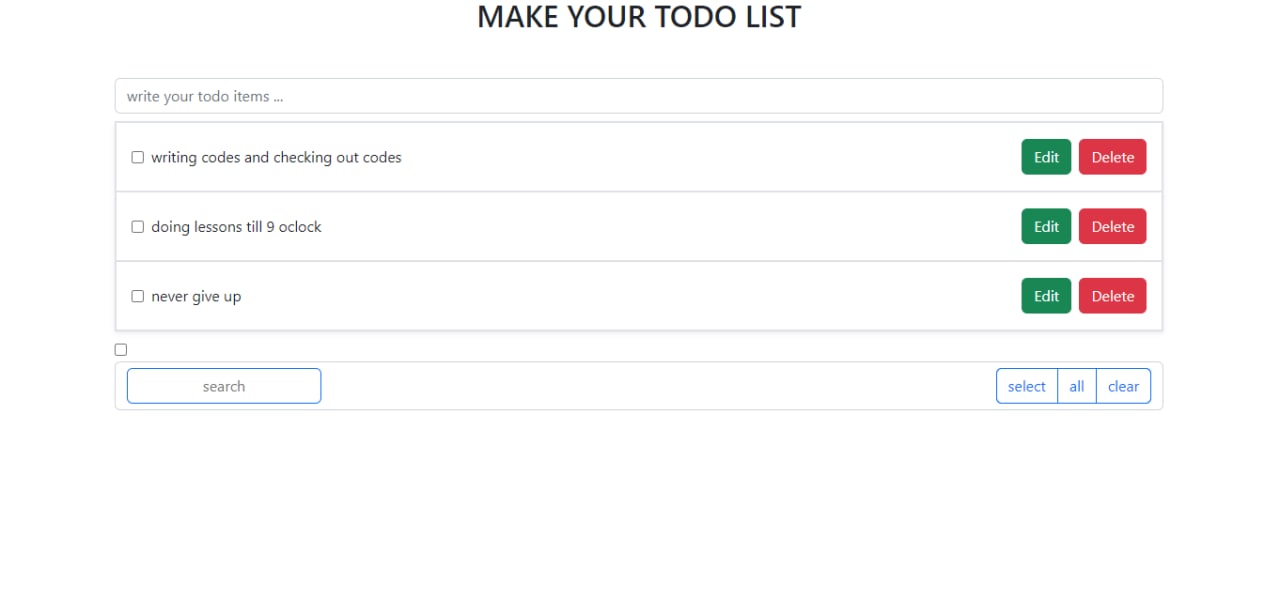 MAKE YOUR TODO LIST
write your todo items ...
writing codes and checking out codes Edit Delete
doing lessons till 9 oclock Edit Delete
never give up Edit Delete
search select all clear